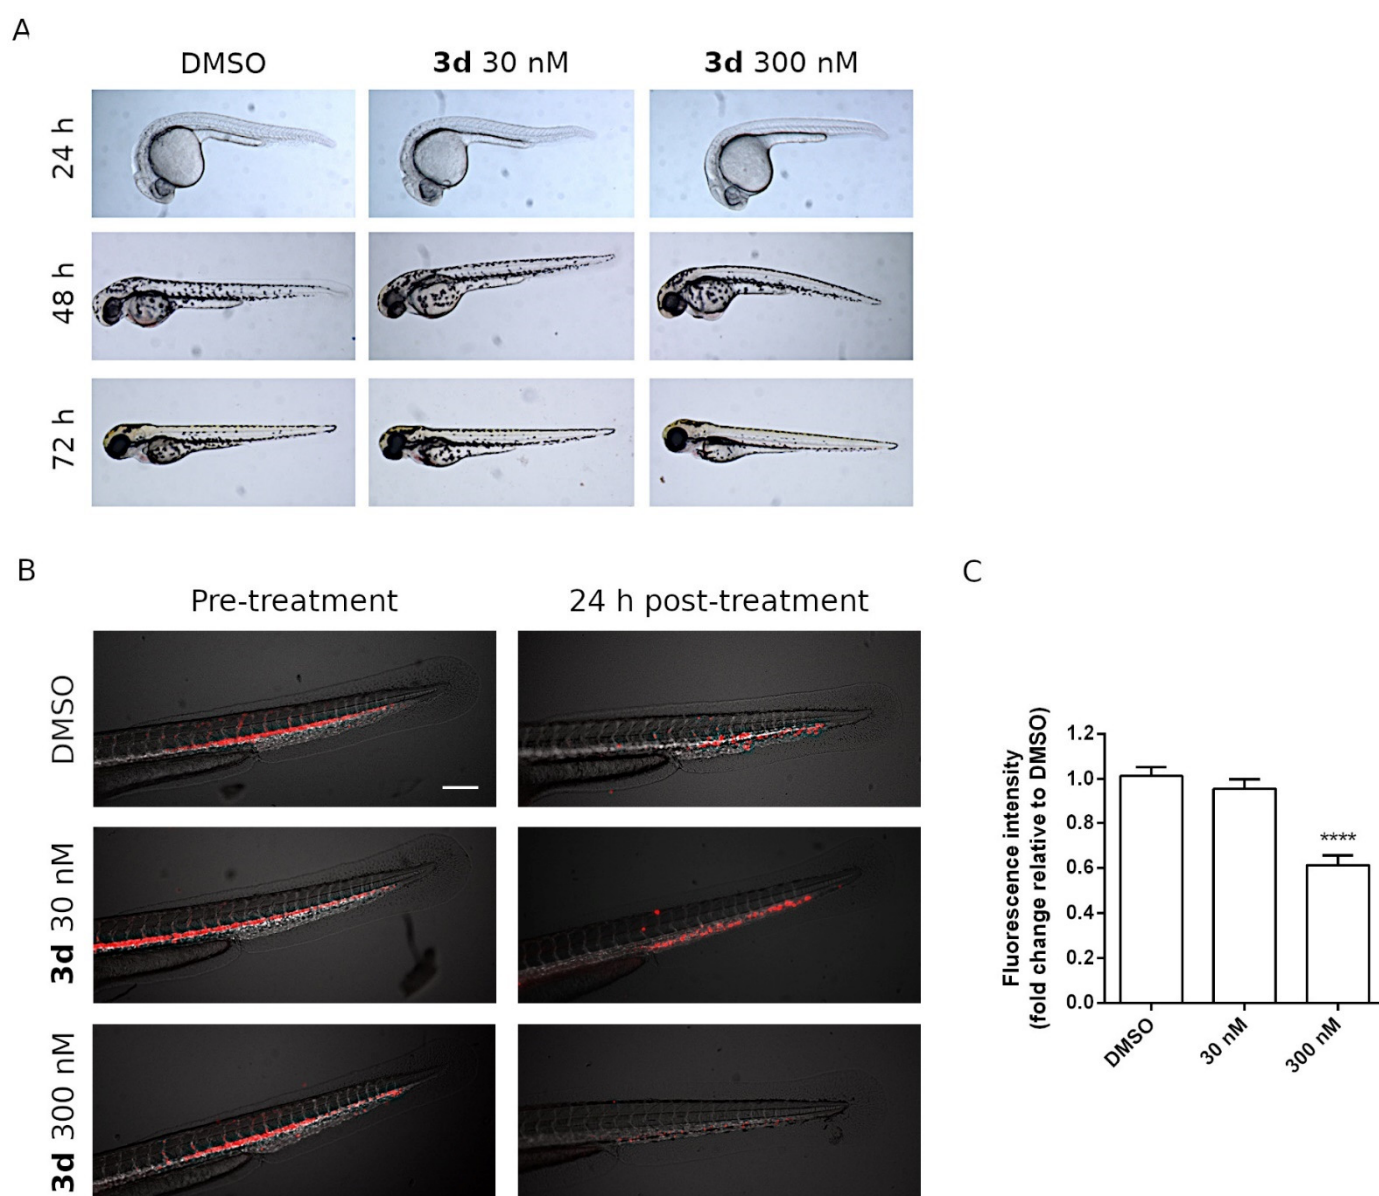 A
DMSO
3d 30 nM
3d 300 nM
24 h
48 h
72 h
B
Pre-treatment
24 h post-treatment
DMSO
3d 30 nM
3d 300 nM
C
Fluorescence intensity
(fold change relative to DMSO)
1.2
1.0
0.8
0.6
0.4
0.2
0.0
****
DMSO
30 nM
300 nM